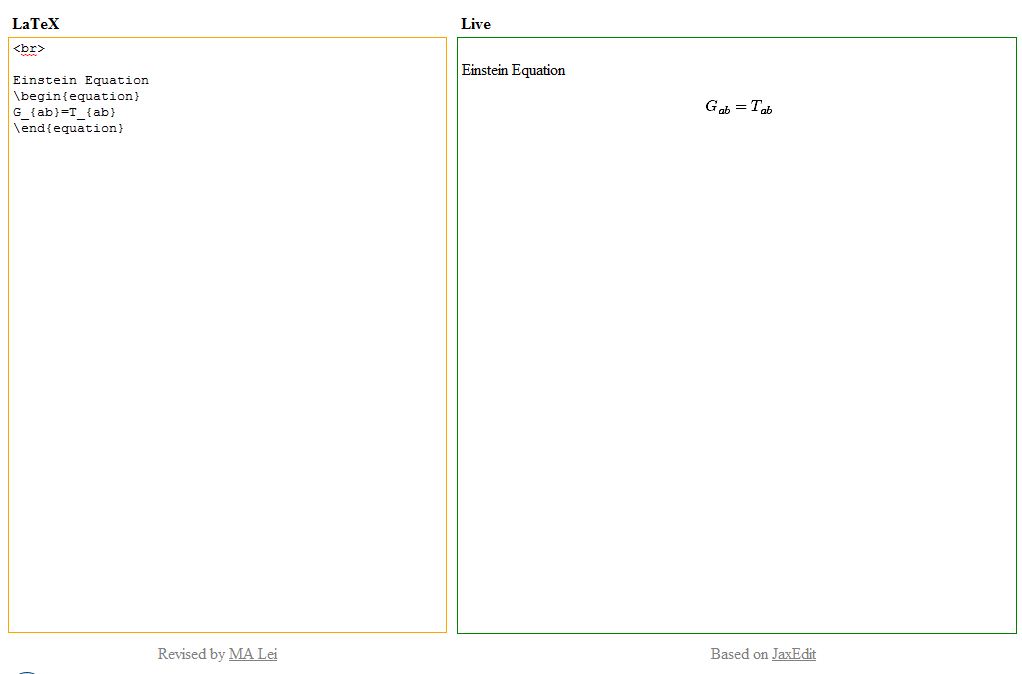 LaTeX
<br>
Einstein Equation
\begin{equation}
G_{ab}=T_{ab}
\end{equation}
Live
Einstein Equation
G_{ab} = T_{ab}
Revised by MA Lei
Based on JaxEdit